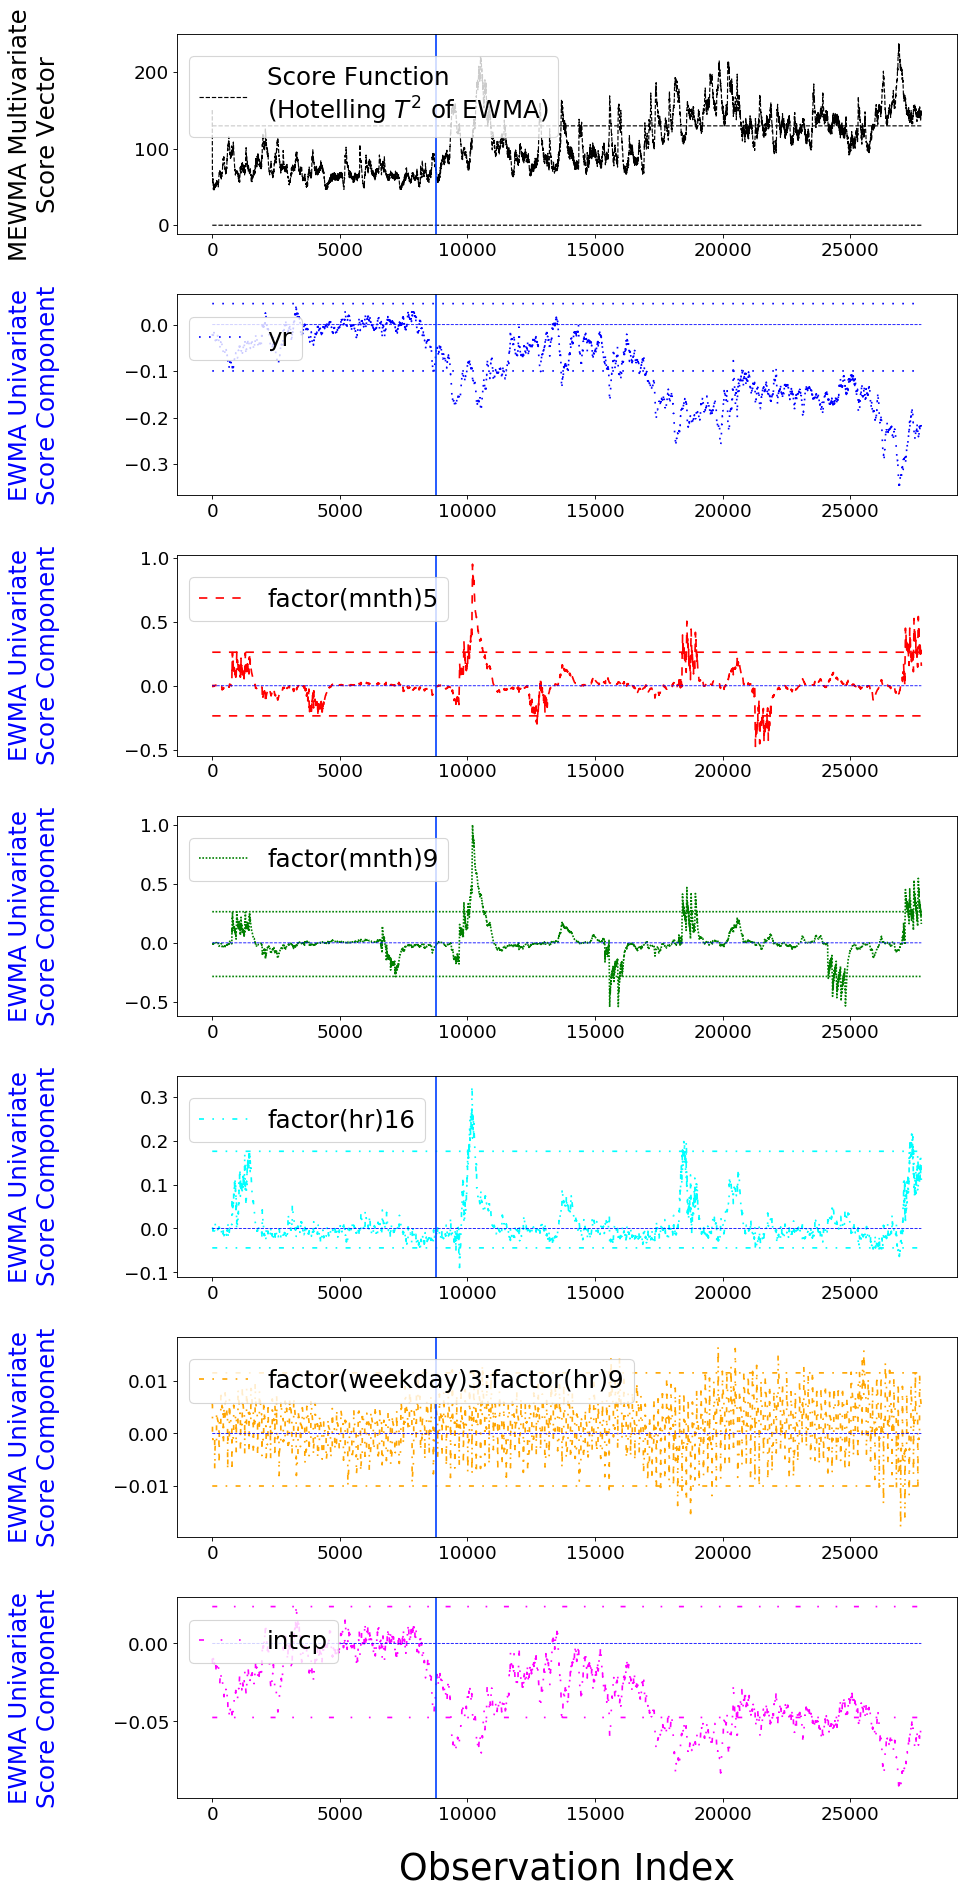 MEWMA Multivariate
Score Vector
200
100
0
Score Function
(Hotelling T² of EWMA)
0 5000 10000 15000 20000 25000
EWMA Univariate
Score Component
0.0
−0.1
−0.2
−0.3
yr
0 5000 10000 15000 20000 25000
EWMA Univariate
Score Component
1.0
0.5
0.0
−0.5
factor(mnth)5
0 5000 10000 15000 20000 25000
EWMA Univariate
Score Component
1.0
0.5
0.0
−0.5
factor(mnth)9
0 5000 10000 15000 20000 25000
EWMA Univariate
Score Component
0.3
0.2
0.1
0.0
−0.1
factor(hr)16
0 5000 10000 15000 20000 25000
EWMA Univariate
Score Component
0.01
0.00
−0.01
factor(weekday)3:factor(hr)9
0 5000 10000 15000 20000 25000
EWMA Univariate
Score Component
0.00
−0.05
intcp
0 5000 10000 15000 20000 25000
Observation Index